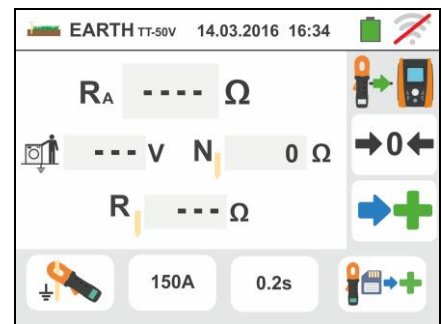 EARTH TT-50V 14.03.2016 16:34
RA - - - - Ω
- - - V N 0 Ω
→0←
R - - - Ω
150A 0.2s